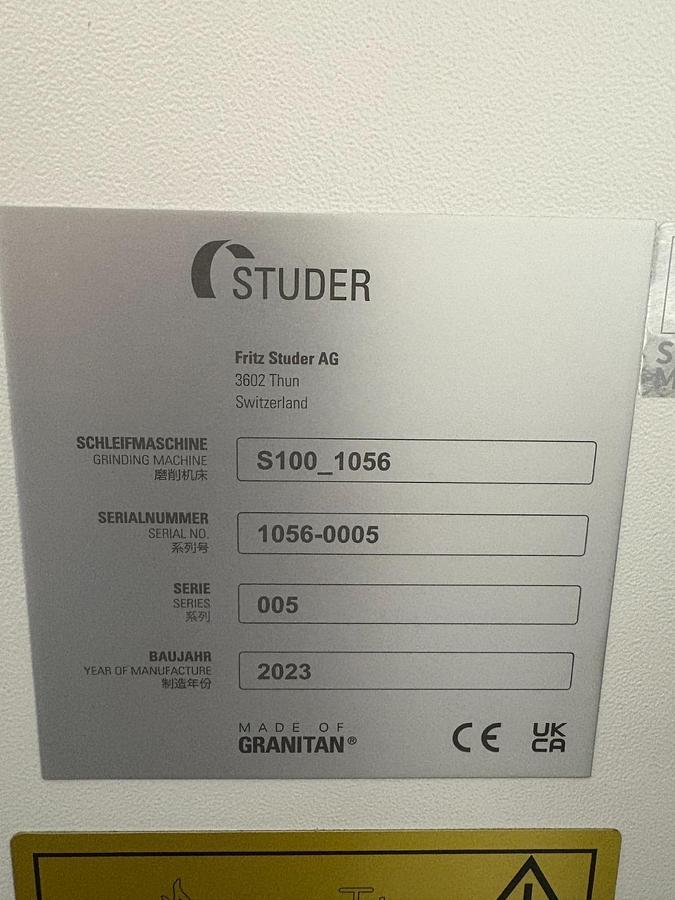 STUDER
Fritz Studer AG
3602 Thun
Switzerland
SCHLEIFMASCHINE
GRINDING MACHINE
磨削机床
S100_1056
SERIALNUMMER
SERIAL NO.
系列号
1056-0005
SERIE
SERIES
系列
005
BAUJAHR
YEAR OF MANUFACTURE
制造年份
2023
MADE OF
GRANITAN®
CE
UK
CA